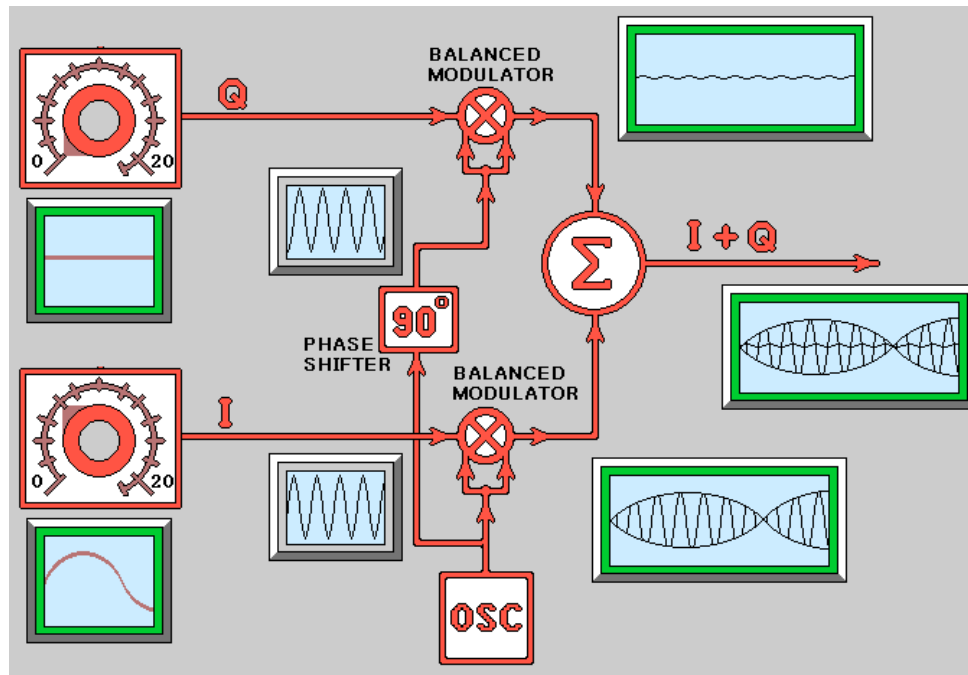 BALANCED
MODULATOR
Q
0 20
I + Q
Σ
90°
PHASE
SHIFTER
BALANCED
MODULATOR
I
0 20
OSC